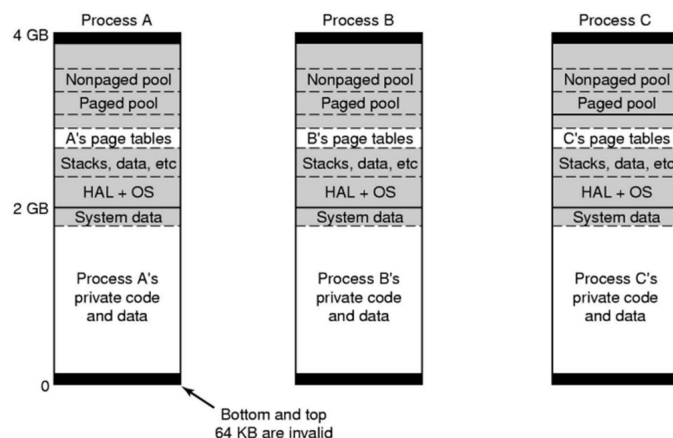 Process A
Process B
Process C
4 GB
Nonpaged pool
Nonpaged pool
Nonpaged pool
Paged pool
Paged pool
Paged pool
A's page tables
B's page tables
C's page tables
Stacks, data, etc
Stacks, data, etc
Stacks, data, etc
HAL + OS
HAL + OS
HAL + OS
2 GB
System data
System data
System data
Process A's
private code
and data
Process B's
private code
and data
Process C's
private code
and data
0
Bottom and top
64 KB are invalid